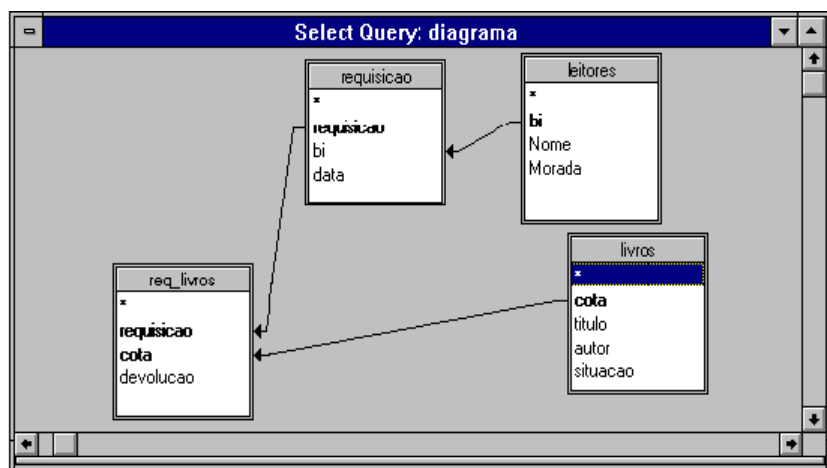 Select Query: diagrama
requisicao
*
requisicao
bi
data
leitores
*
bi
Nome
Morada
req_livros
*
requisicao
cota
devolucao
livros
*
cota
titulo
autor
situacao